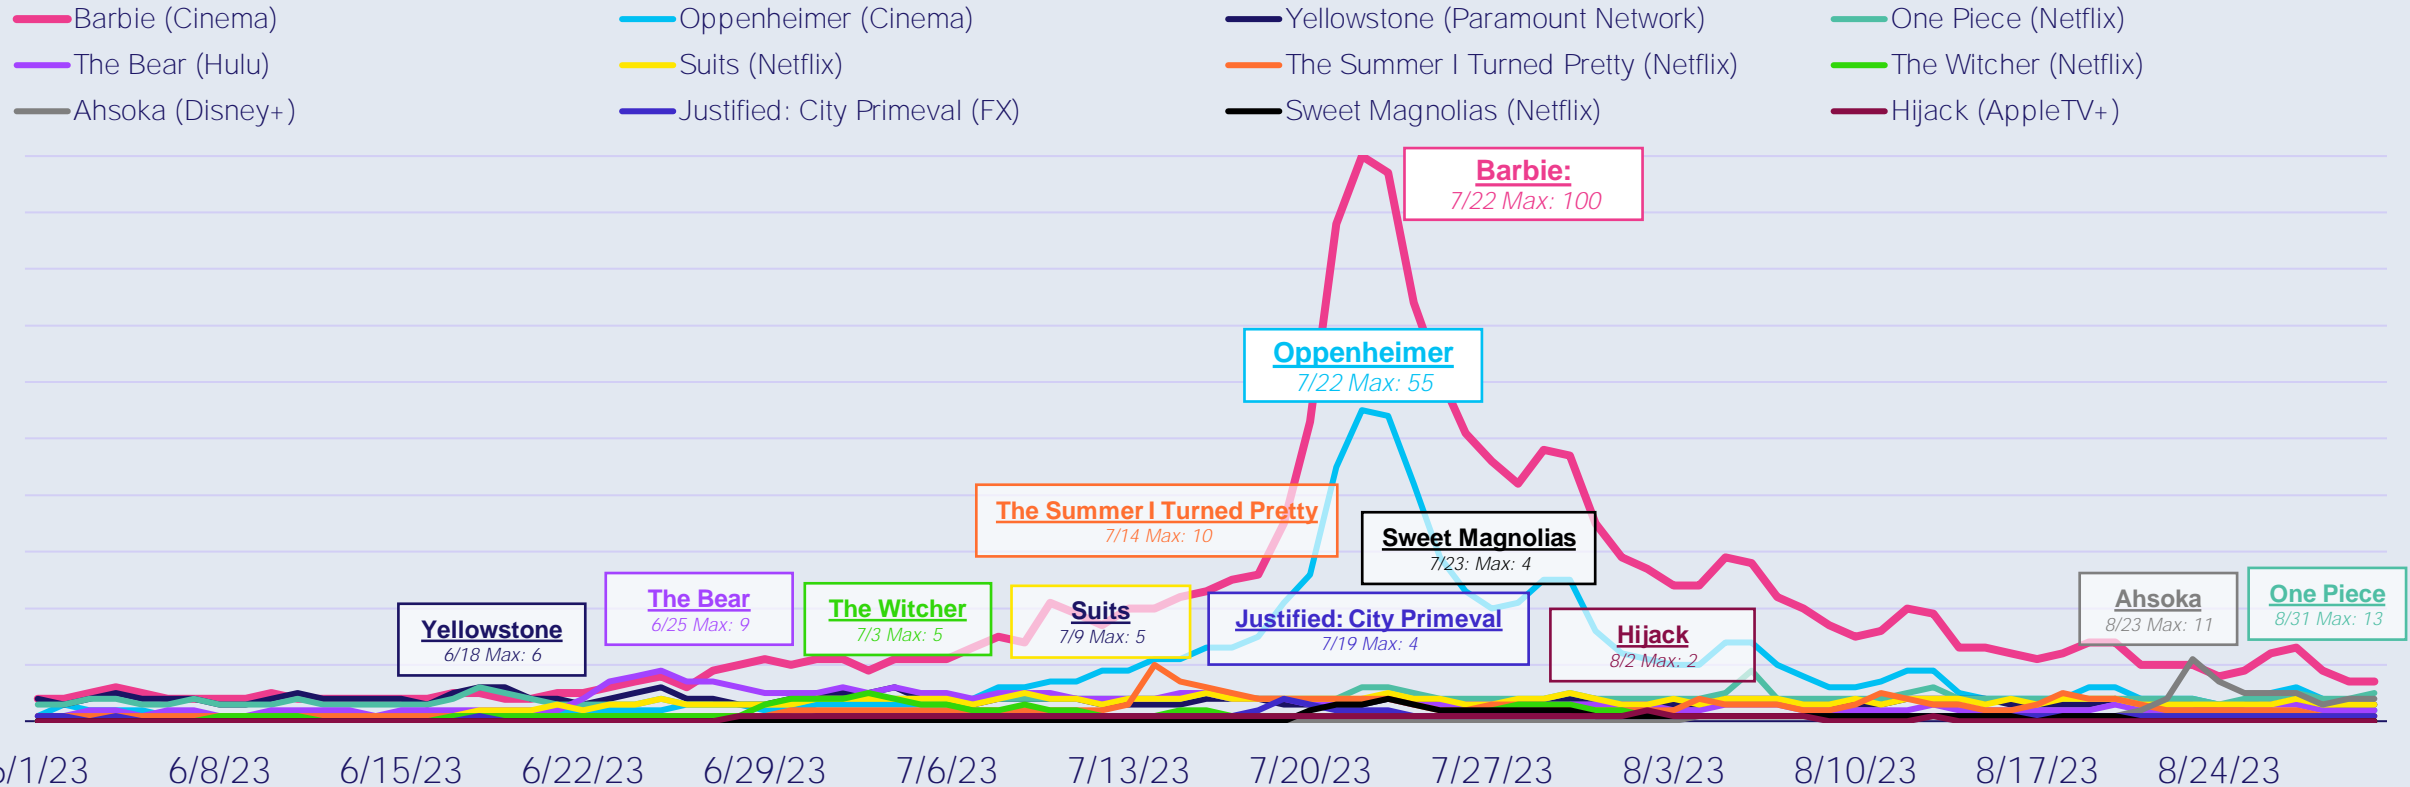 Barbie (Cinema)
Oppenheimer (Cinema)
Yellowstone (Paramount Network)
One Piece (Netflix)
The Bear (Hulu)
Suits (Netflix)
The Summer I Turned Pretty (Netflix)
The Witcher (Netflix)
Ahsoka (Disney+)
Justified: City Primeval (FX)
Sweet Magnolias (Netflix)
Hijack (AppleTV+)
Barbie:
7/22 Max: 100
Oppenheimer
7/22 Max: 55
The Summer I Turned Pretty
7/14 Max: 10
Sweet Magnolias
7/23: Max: 4
Yellowstone
6/18 Max: 6
The Bear
6/25 Max: 9
The Witcher
7/3 Max: 5
Suits
7/9 Max: 5
Justified: City Primeval
7/19 Max: 4
Hijack
8/2 Max: 2
Ahsoka
8/23 Max: 11
One Piece
8/31 Max: 13
/1/23
6/8/23
6/15/23
6/22/23
6/29/23
7/6/23
7/13/23
7/20/23
7/27/23
8/3/23
8/10/23
8/17/23
8/24/23